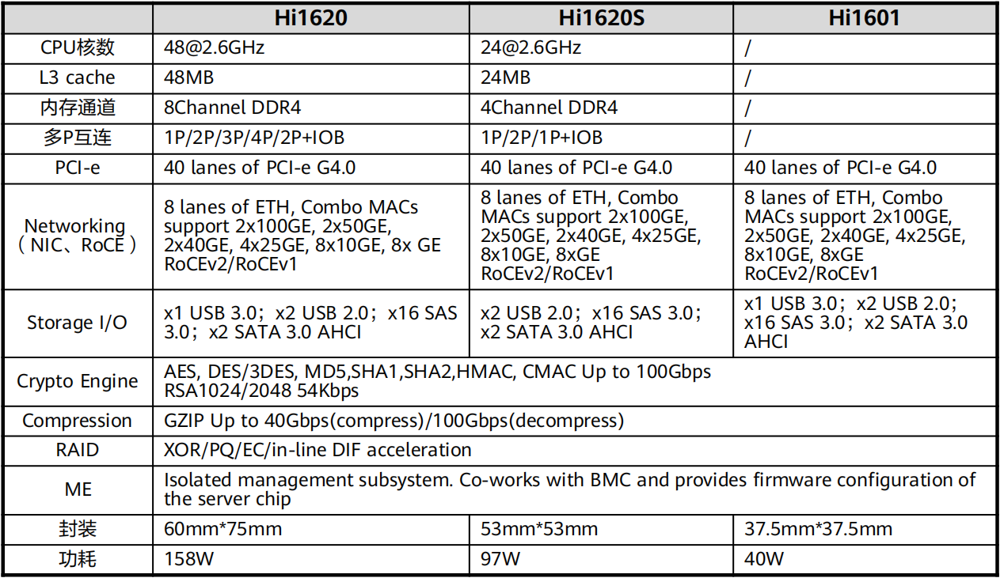 Hi1620 Hi1620S Hi1601
CPU核数 48@2.6GHz 24@2.6GHz /
L3 cache 48MB 24MB /
内存通道 8Channel DDR4 4Channel DDR4 /
多P互连 1P/2P/3P/4P/2P+IOB 1P/2P/1P+IOB /
PCI-e 40 lanes of PCI-e G4.0 40 lanes of PCI-e G4.0 40 lanes of PCI-e G4.0
Networking
（NIC、RoCE）
8 lanes of ETH, Combo MACs
support 2x100GE, 2x50GE,
2x40GE, 4x25GE, 8x10GE, 8x GE
RoCEv2/RoCEv1
8 lanes of ETH, Combo
MACs support 2x100GE,
2x50GE, 2x40GE, 4x25GE,
8x10GE, 8xGE
RoCEv2/RoCEv1
8 lanes of ETH, Combo
MACs support 2x100GE,
2x50GE, 2x40GE, 4x25GE,
8x10GE, 8xGE
RoCEv2/RoCEv1
Storage I/O
x1 USB 3.0；x2 USB 2.0；x16 SAS
3.0；x2 SATA 3.0 AHCI
x2 USB 2.0；x16 SAS 3.0；
x2 SATA 3.0 AHCI
x1 USB 3.0；x2 USB 2.0；
x16 SAS 3.0；x2 SATA 3.0
AHCI
Crypto Engine
AES, DES/3DES, MD5,SHA1,SHA2,HMAC, CMAC Up to 100Gbps
RSA1024/2048 54Kbps
Compression GZIP Up to 40Gbps(compress)/100Gbps(decompress)
RAID XOR/PQ/EC/in-line DIF acceleration
ME
Isolated management subsystem. Co-works with BMC and provides firmware configuration of
the server chip
封装 60mm*75mm 53mm*53mm 37.5mm*37.5mm
功耗 158W 97W 40W